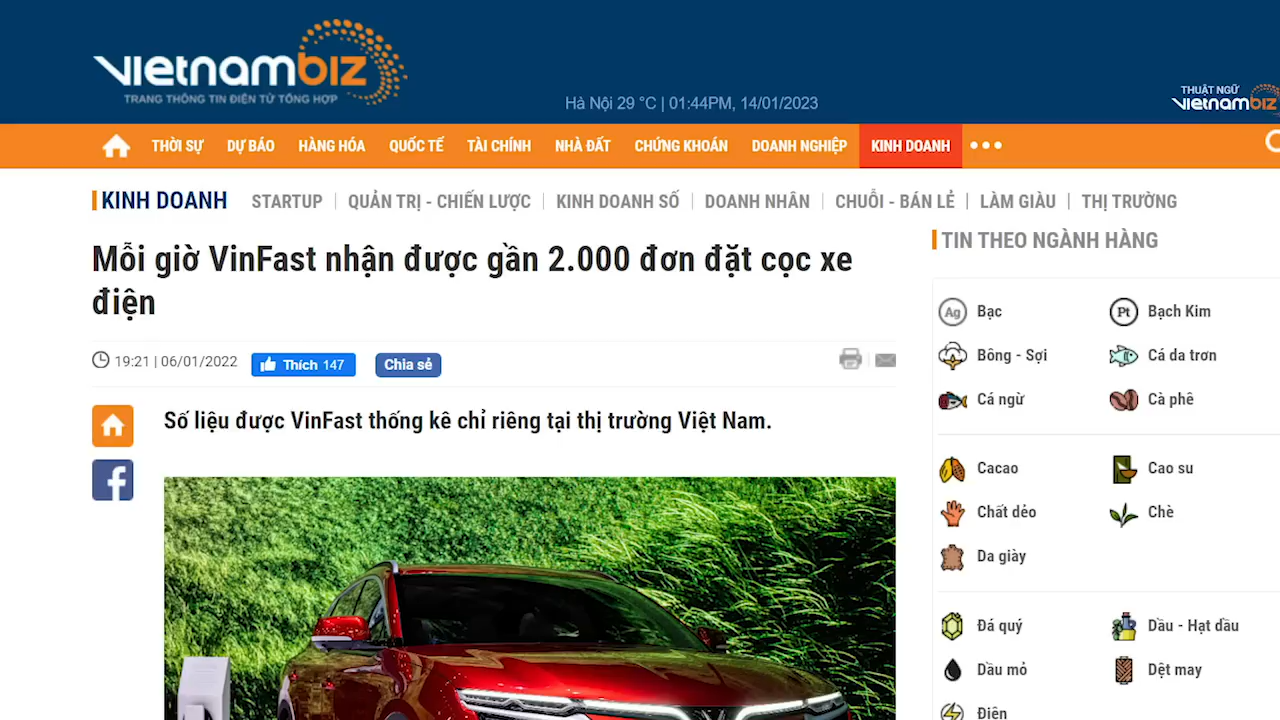 vietnambiz
TRANG THÔNG TIN ĐIỆN TỬ TỔNG HỢP
Hà Nội 29 °C | 01:44PM, 14/01/2023
THUẬT NGỮ
vietnambiz
THỜI SỰ DỰ BÁO HÀNG HÓA QUỐC TẾ TÀI CHÍNH NHÀ ĐẤT CHỨNG KHOÁN DOANH NGHIỆP KINH DOANH
KINH DOANH STARTUP QUẢN TRỊ - CHIẾN LƯỢC KINH DOANH SỐ DOANH NHÂN CHUỖI - BÁN LẺ LÀM GIÀU THỊ TRƯỜNG
Mỗi giờ VinFast nhận được gần 2.000 đơn đặt cọc xe
điện
19:21 | 06/01/2022 Thích 147 Chia sẻ
Số liệu được VinFast thống kê chỉ riêng tại thị trường Việt Nam.
TIN THEO NGÀNH HÀNG
Ag Bạc Pt Bạch Kim
Bông - Sợi Cá da trơn
Cá ngừ Cà phê
Cacao Cao su
Chất dẻo Chè
Da giày
Đá quý Dầu - Hạt dầu
Dầu mỏ Dệt may
Điện